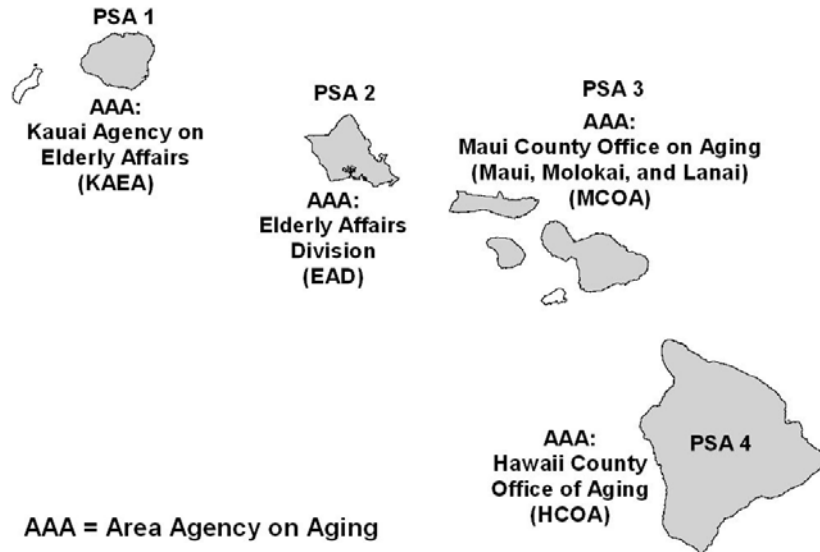 PSA 1
AAA:
Kauai Agency on
Elderly Affairs
(KAEA)
PSA 2
AAA:
Elderly Affairs
Division
(EAD)
PSA 3
AAA:
Maui County Office on Aging
(Maui, Molokai, and Lanai)
(MCOA)
AAA:
Hawaii County
Office of Aging
(HCOA)
PSA 4
AAA = Area Agency on Aging